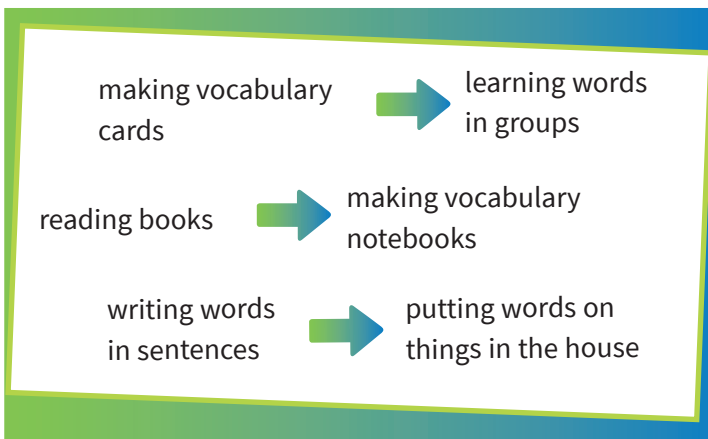 making vocabulary
cards
learning words
in groups
reading books
making vocabulary
notebooks
writing words
in sentences
putting words on
things in the house